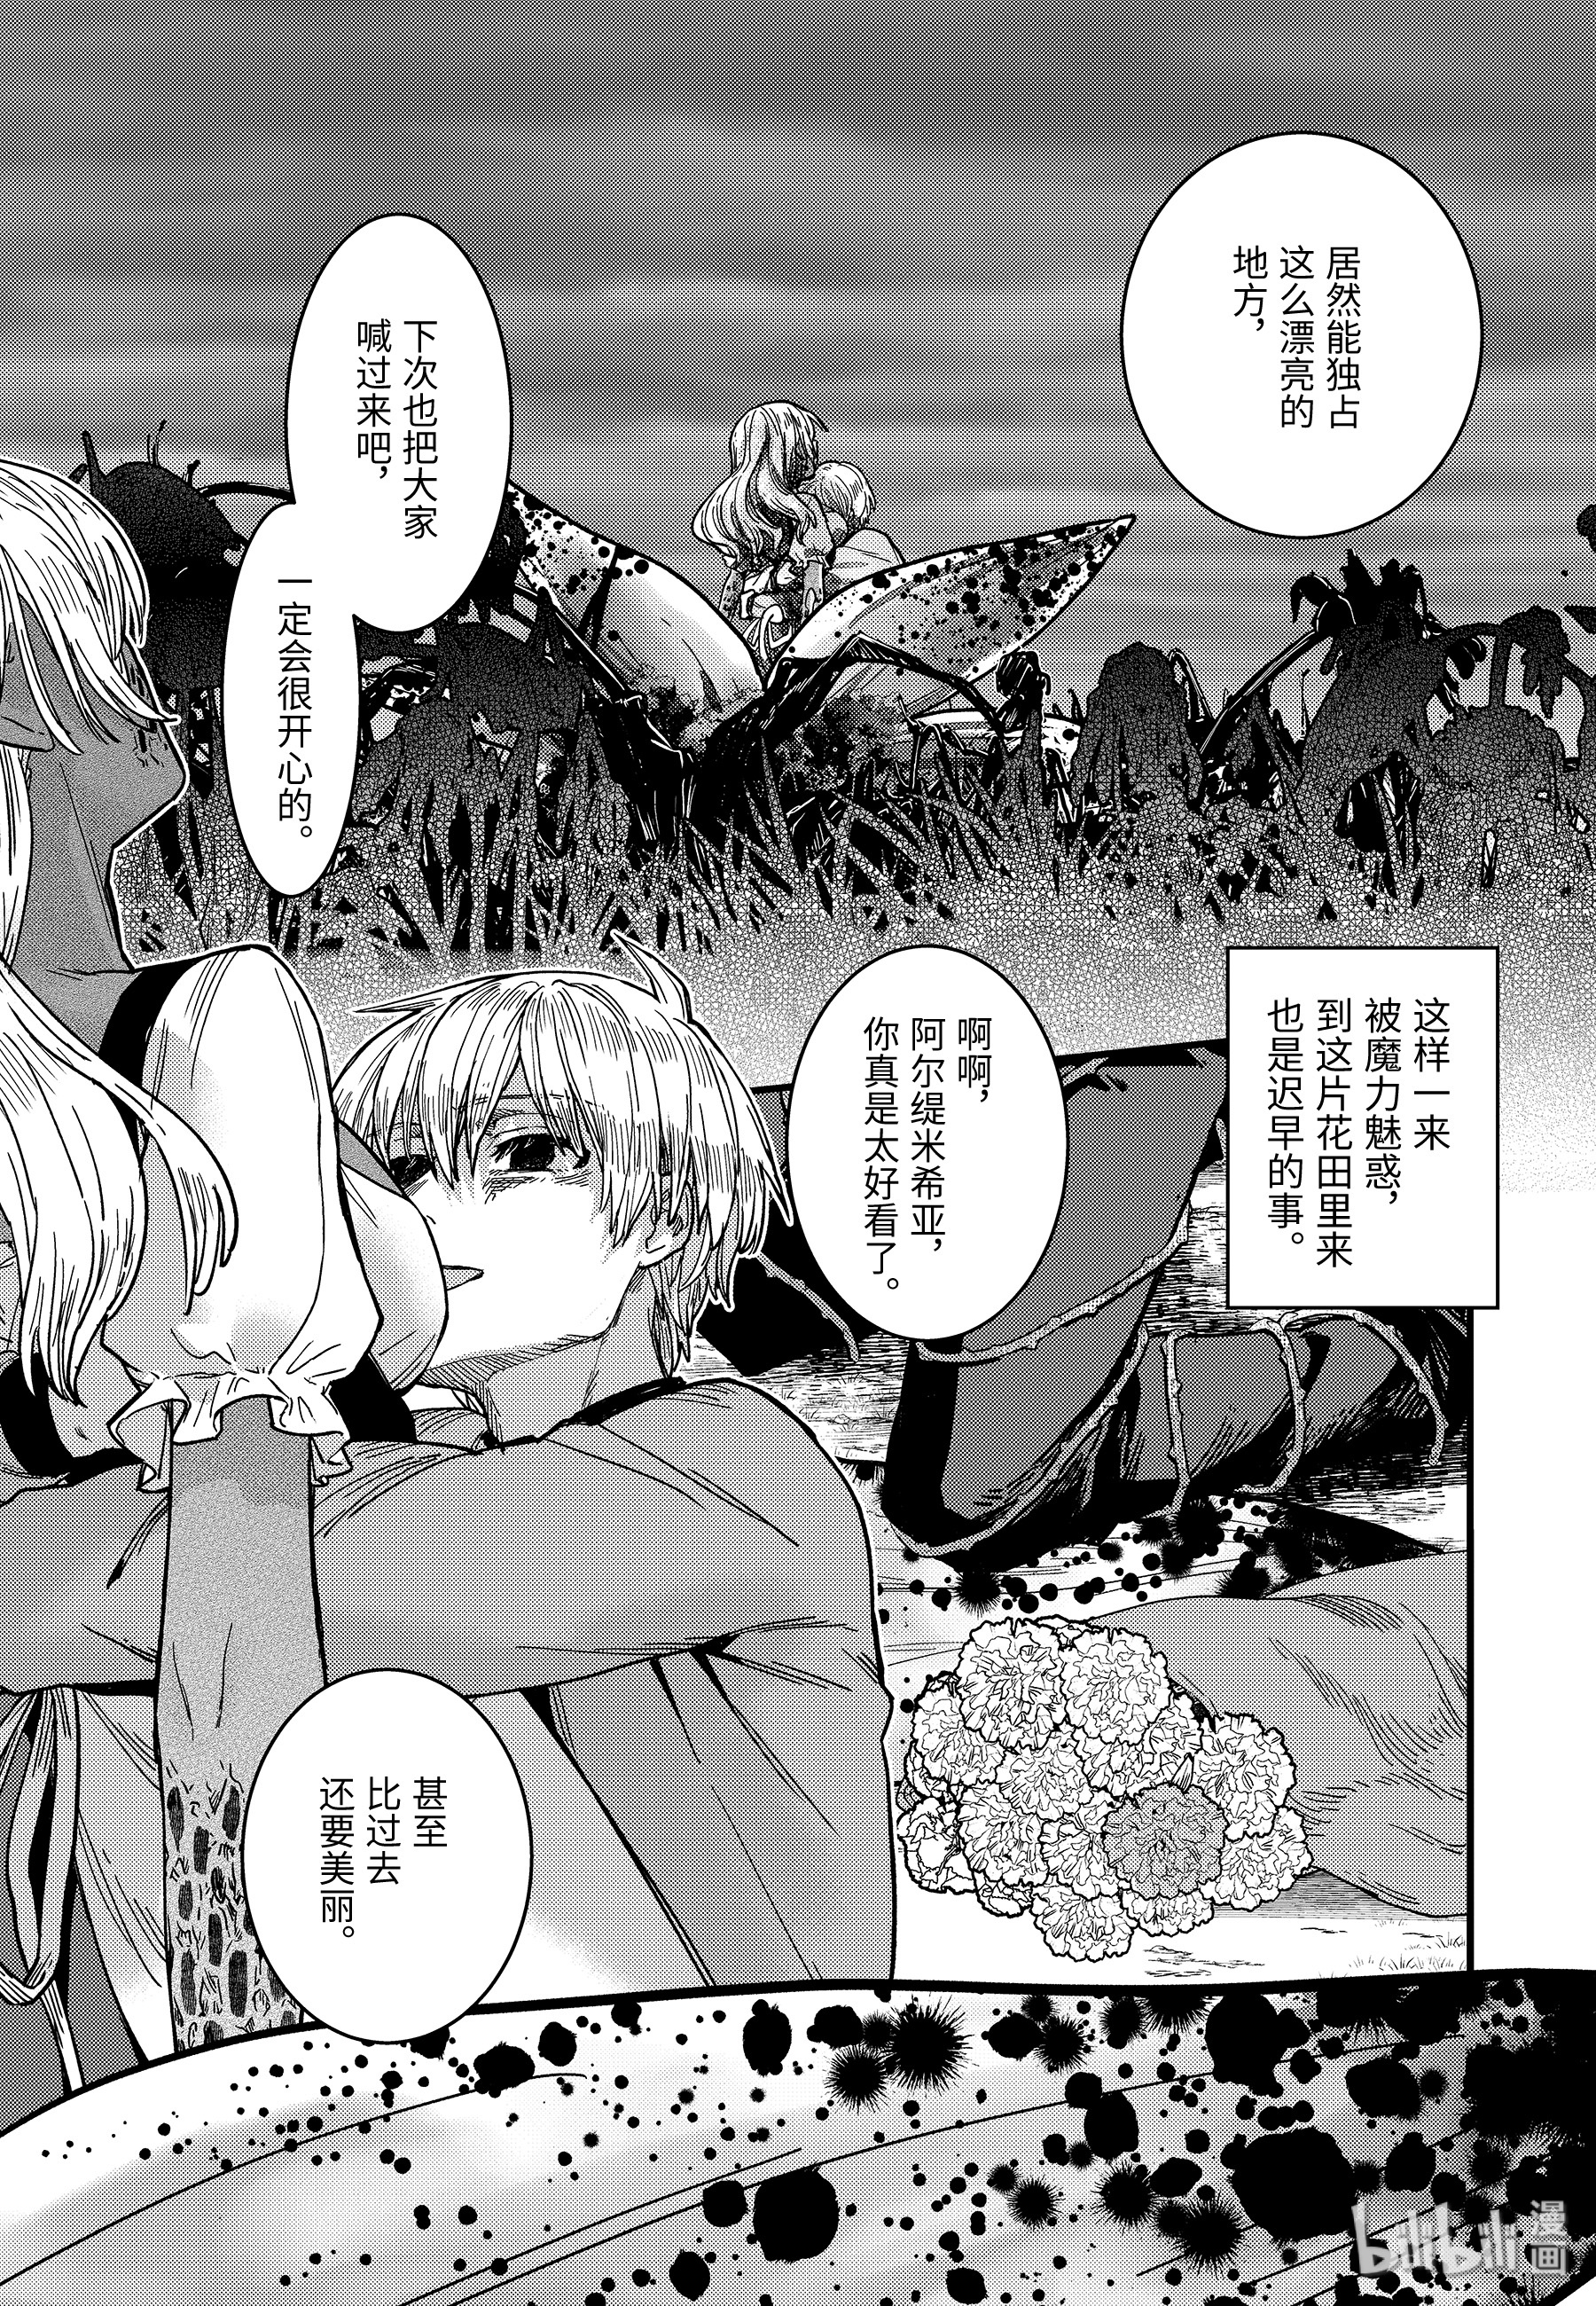 居然能独占
这么漂亮的
地方，
下次也把大家
喊过来吧，
一定会很开心的。
这样一来
被魔力魅惑，
到这片花田里来
也是迟早的事。
啊啊，
阿尔缇米希亚，
你真是太好看了。
甚至
比过去
还要美丽。
bilibili
漫画